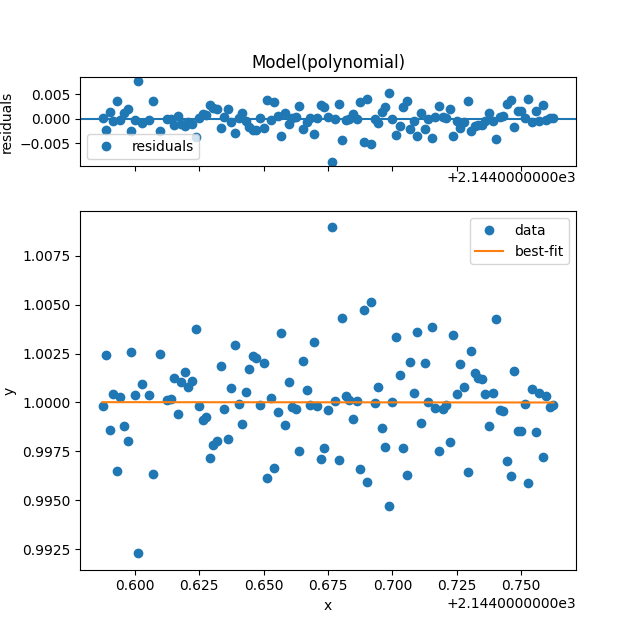 Model(polynomial)
residuals
0.005
0.000
−0.005
residuals
+2.1440000000e3
y
1.0075
1.0050
1.0025
1.0000
0.9975
0.9950
0.9925
data
best-fit
0.600 0.625 0.650 0.675 0.700 0.725 0.750
x
+2.1440000000e3